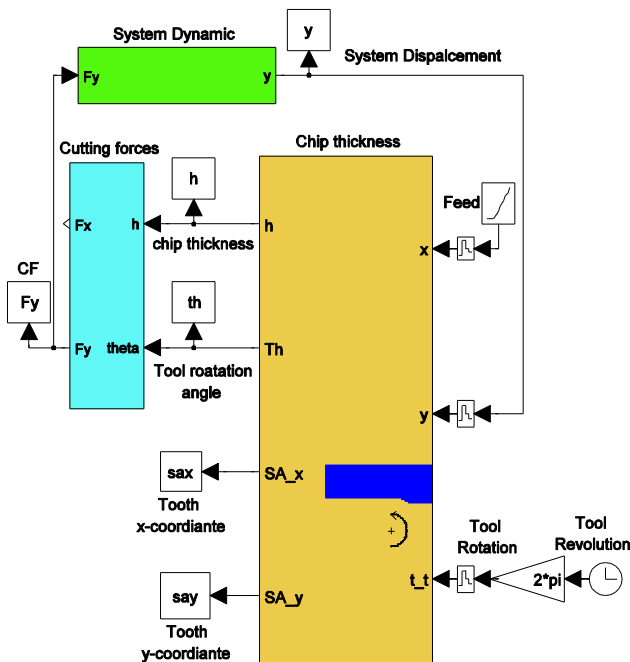 System Dynamic
y
System Dispalcement
Fy
y
Cutting forces
Chip thickness
h
Feed
Fx
h
h
chip thickness
x
CF
Fy
th
Fy
theta
Th
Tool roatation
angle
y
sax
SA_x
Tooth
x-coordiante
Tool
Rotation
Tool
Revolution
t_t
2*pi
say
SA_y
Tooth
y-coordiante